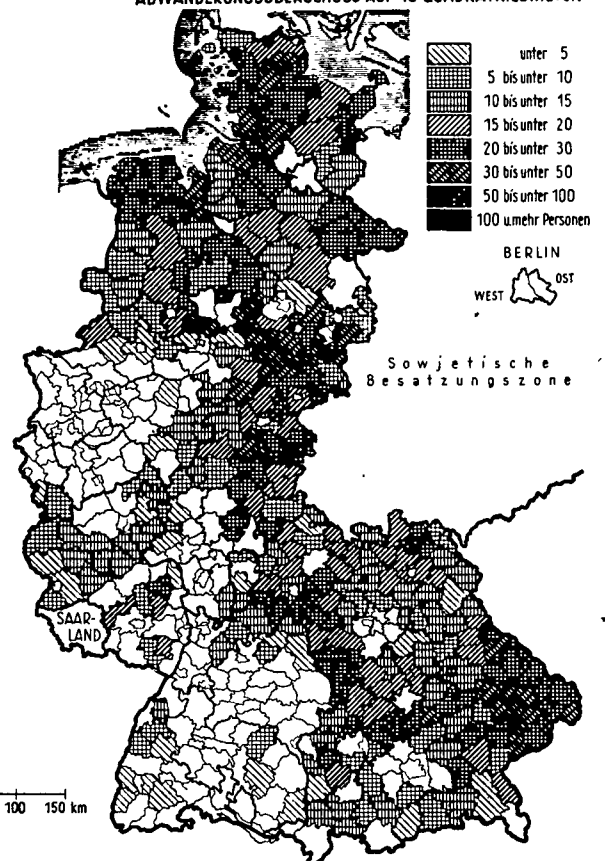 unter 5
5 bis unter 10
10 bis unter 15
15 bis unter 20
20 bis unter 30
30 bis unter 50
50 bis unter 100
100 u.mehr Personen
BERLIN
WEST OST
Sowjetische
Besatzungszone
SAAR-
LAND
100 150 km